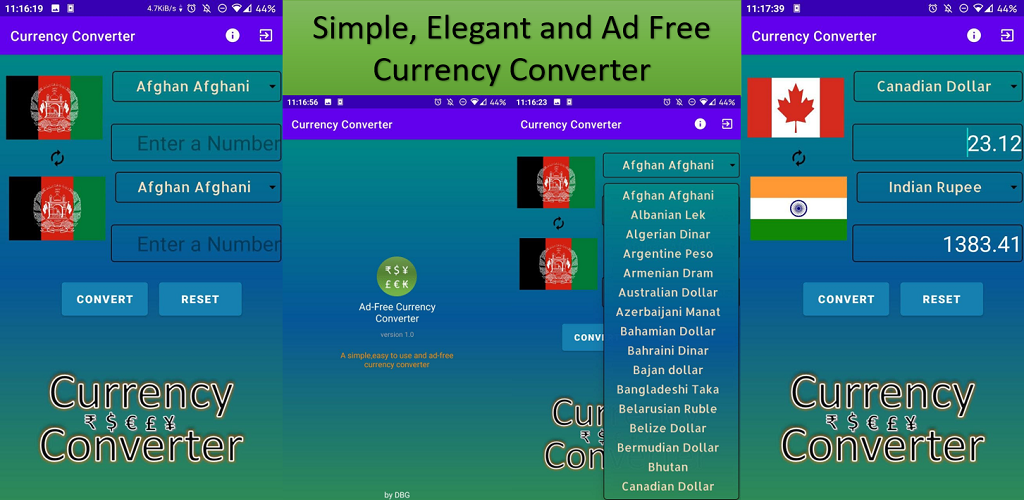 11:16:19
4.7KiB/s
44%
Currency Converter
Afghan Afghani
Enter a Number
Afghan Afghani
Enter a Number
CONVERT
RESET
Currency
₹ $ € £ ¥
Converter
Simple, Elegant and Ad Free
Currency Converter
11:16:56
44%
Currency Converter
₹ $ ¥
£ € K
Ad-Free Currency
Converter
version 1.0
A simple,easy to use and ad-free
currency converter
by DBG
11:16:23
44%
Currency Converter
Afghan Afghani
Afghan Afghani
Albanian Lek
Algerian Dinar
Argentine Peso
Armenian Dram
Australian Dollar
Azerbaijani Manat
Bahamian Dollar
Bahraini Dinar
Bajan dollar
Bangladeshi Taka
Belarusian Ruble
Belize Dollar
Bermudian Dollar
Bhutan
Canadian Dollar
CONV
Cur
₹ $
Con
11:17:39
44%
Currency Converter
Canadian Dollar
23.12
Indian Rupee
1383.41
CONVERT
RESET
Currency
₹ $ € £ ¥
Converter